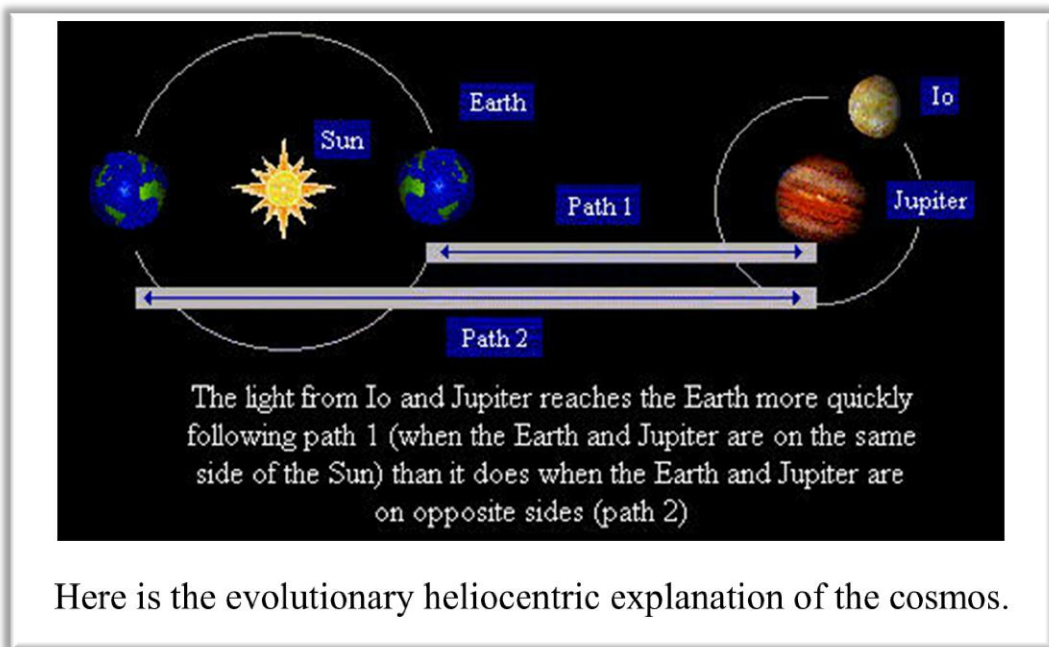 Earth
Io
Sun
Path 1
Jupiter
Path 2
The light from Io and Jupiter reaches the Earth more quickly
following path 1 (when the Earth and Jupiter are on the same
side of the Sun) than it does when the Earth and Jupiter are
on opposite sides (path 2)
Here is the evolutionary heliocentric explanation of the cosmos.